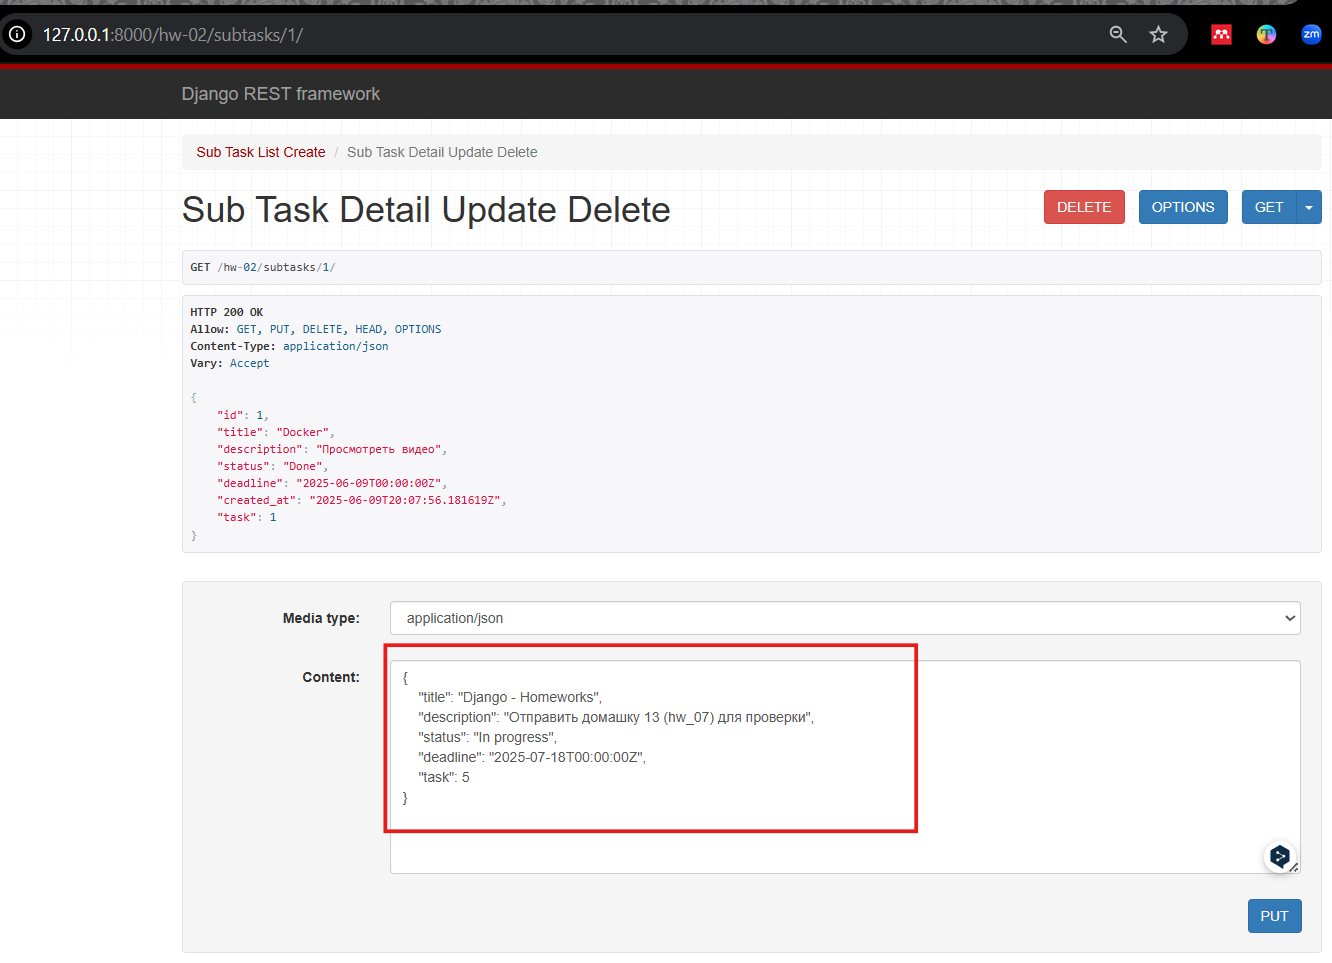 127.0.0.1:8000/hw-02/subtasks/1/
zm
Django REST framework
Sub Task List Create / Sub Task Detail Update Delete
Sub Task Detail Update Delete
DELETE
OPTIONS
GET
GET /hw-02/subtasks/1/
HTTP 200 OK
Allow: GET, PUT, DELETE, HEAD, OPTIONS
Content-Type: application/json
Vary: Accept
{
"id": 1,
"title": "Docker",
"description": "Просмотреть видео",
"status": "Done",
"deadline": "2025-06-09T00:00:00Z",
"created_at": "2025-06-09T20:07:56.181619Z",
"task": 1
}
Media type:
application/json
Content:
{
"title": "Django - Homeworks",
"description": "Отправить домашку 13 (hw_07) для проверки",
"status": "In progress",
"deadline": "2025-07-18T00:00:00Z",
"task": 5
}
PUT